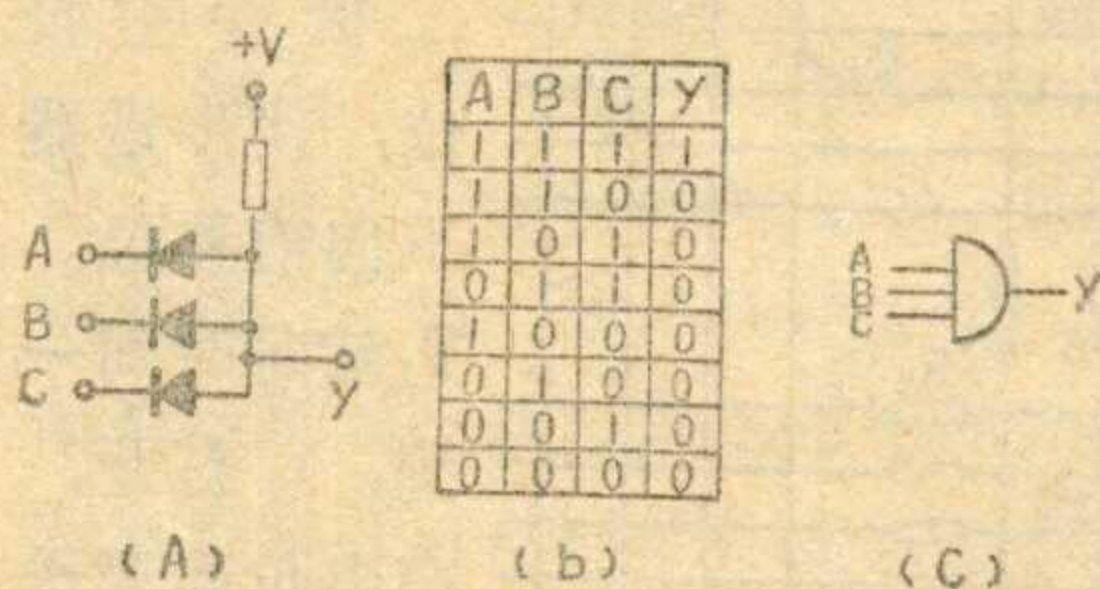 +V
A
B
C
Y
A B C Y
1 1 1 1
1 1 0 0
1 0 1 0
0 1 1 0
1 0 0 0
0 1 0 0
0 0 1 0
0 0 0 0
A
B
C
Y
(A) (b) (C)